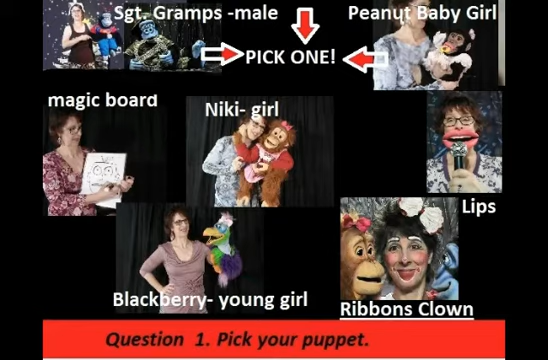 Sgt. Gramps -male
Peanut Baby Girl
PICK ONE!
magic board
Niki- girl
Lips
Blackberry- young girl
Ribbons Clown
Question 1. Pick your puppet.